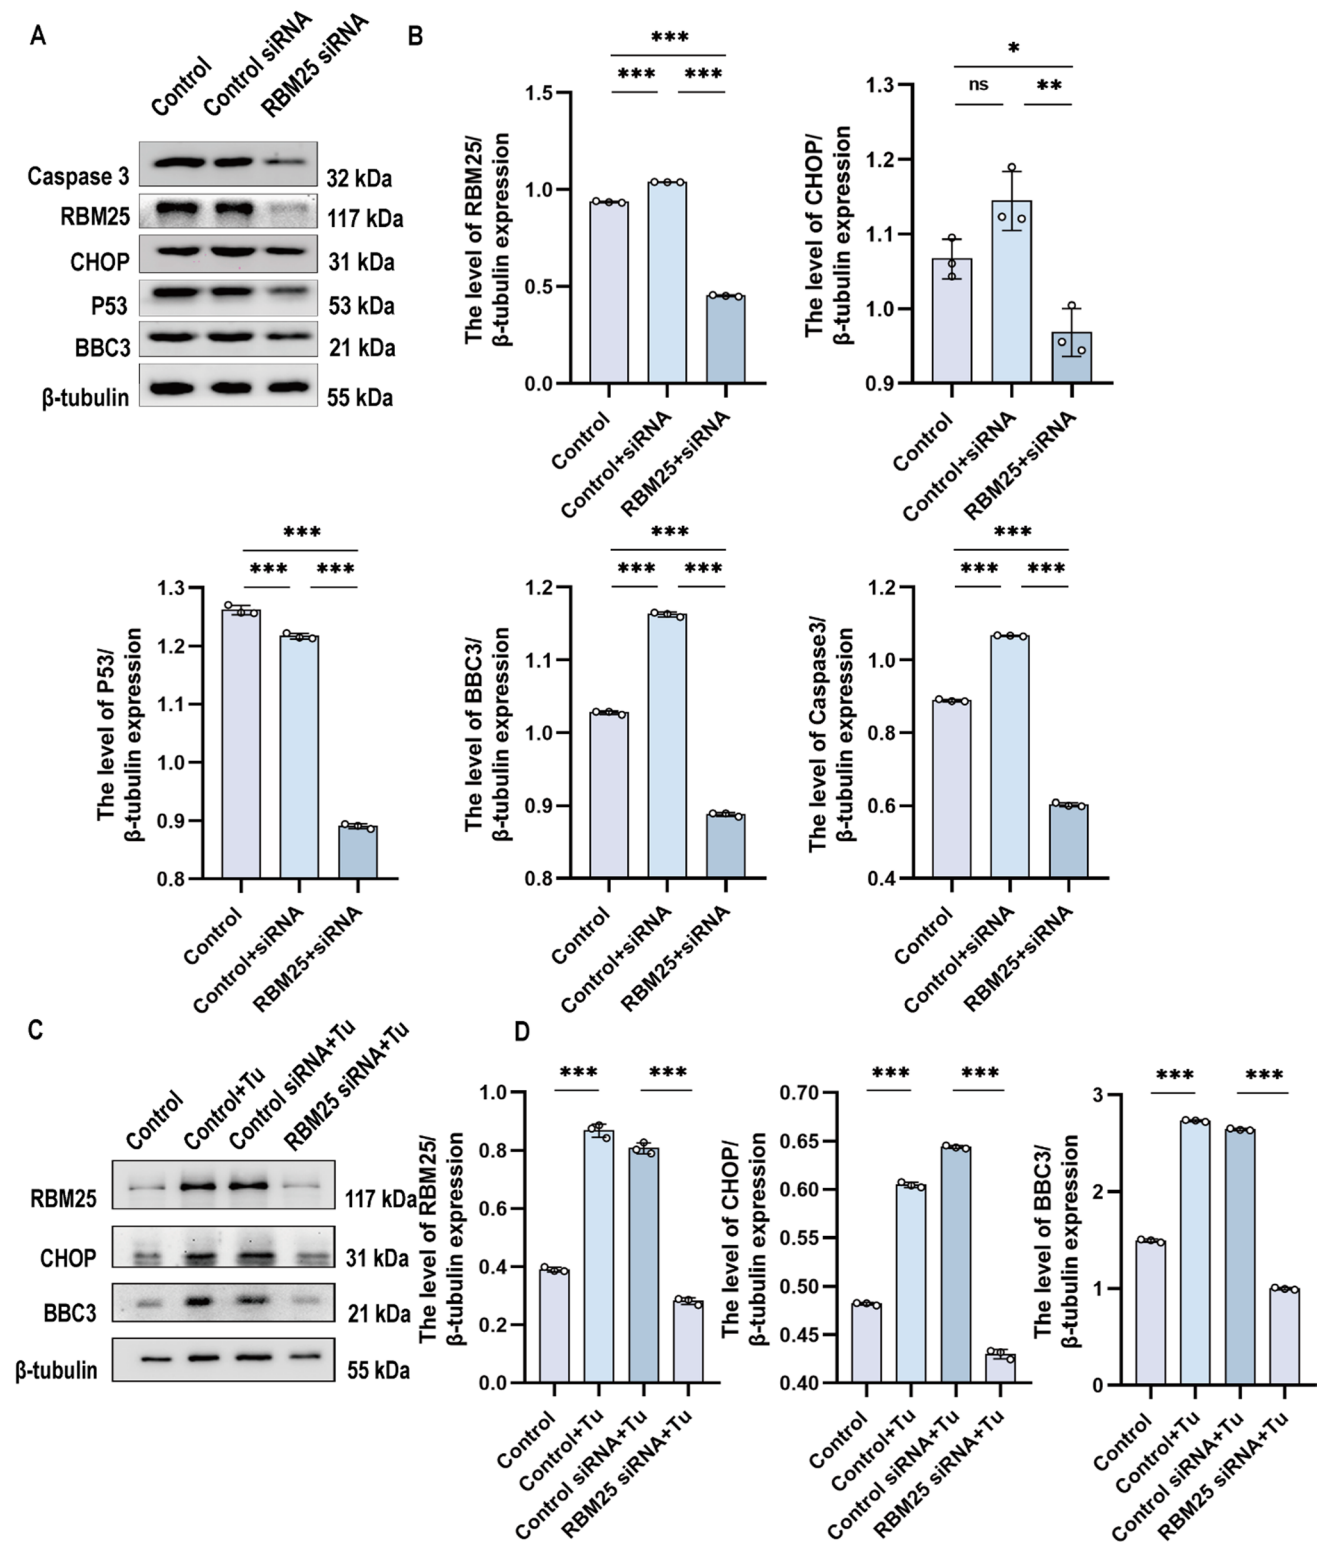 A
Control
Control siRNA
RBM25 siRNA
Caspase 3
32 kDa
RBM25
117 kDa
CHOP
31 kDa
P53
53 kDa
BBC3
21 kDa
β-tubulin
55 kDa
B
The level of RBM25/
β-tubulin expression
1.5
1.0
0.5
0.0
***
*** ***
Control
Control+siRNA
RBM25+siRNA
The level of CHOP/
β-tubulin expression
1.3
1.2
1.1
1.0
0.9
*
ns **
Control
Control+siRNA
RBM25+siRNA
The level of P53/
β-tubulin expression
1.3
1.2
1.1
1.0
0.9
0.8
***
*** ***
Control
Control+siRNA
RBM25+siRNA
The level of BBC3/
β-tubulin expression
1.2
1.1
1.0
0.9
0.8
***
*** ***
Control
Control+siRNA
RBM25+siRNA
The level of Caspase3/
β-tubulin expression
1.2
1.0
0.8
0.6
0.4
***
*** ***
Control
Control+siRNA
RBM25+siRNA
C
Control
Control+Tu
Control siRNA+Tu
RBM25 siRNA+Tu
RBM25
117 kDa
CHOP
31 kDa
BBC3
21 kDa
β-tubulin
55 kDa
D
The level of RBM25/
β-tubulin expression
1.0
0.8
0.6
0.4
0.2
0.0
*** ***
Control
Control+Tu
Control siRNA+Tu
RBM25 siRNA+Tu
The level of CHOP/
β-tubulin expression
0.70
0.65
0.60
0.55
0.50
0.45
0.40
*** ***
Control
Control+Tu
Control siRNA+Tu
RBM25 siRNA+Tu
The level of BBC3/
β-tubulin expression
3
2
1
0
*** ***
Control
Control+Tu
Control siRNA+Tu
RBM25 siRNA+Tu